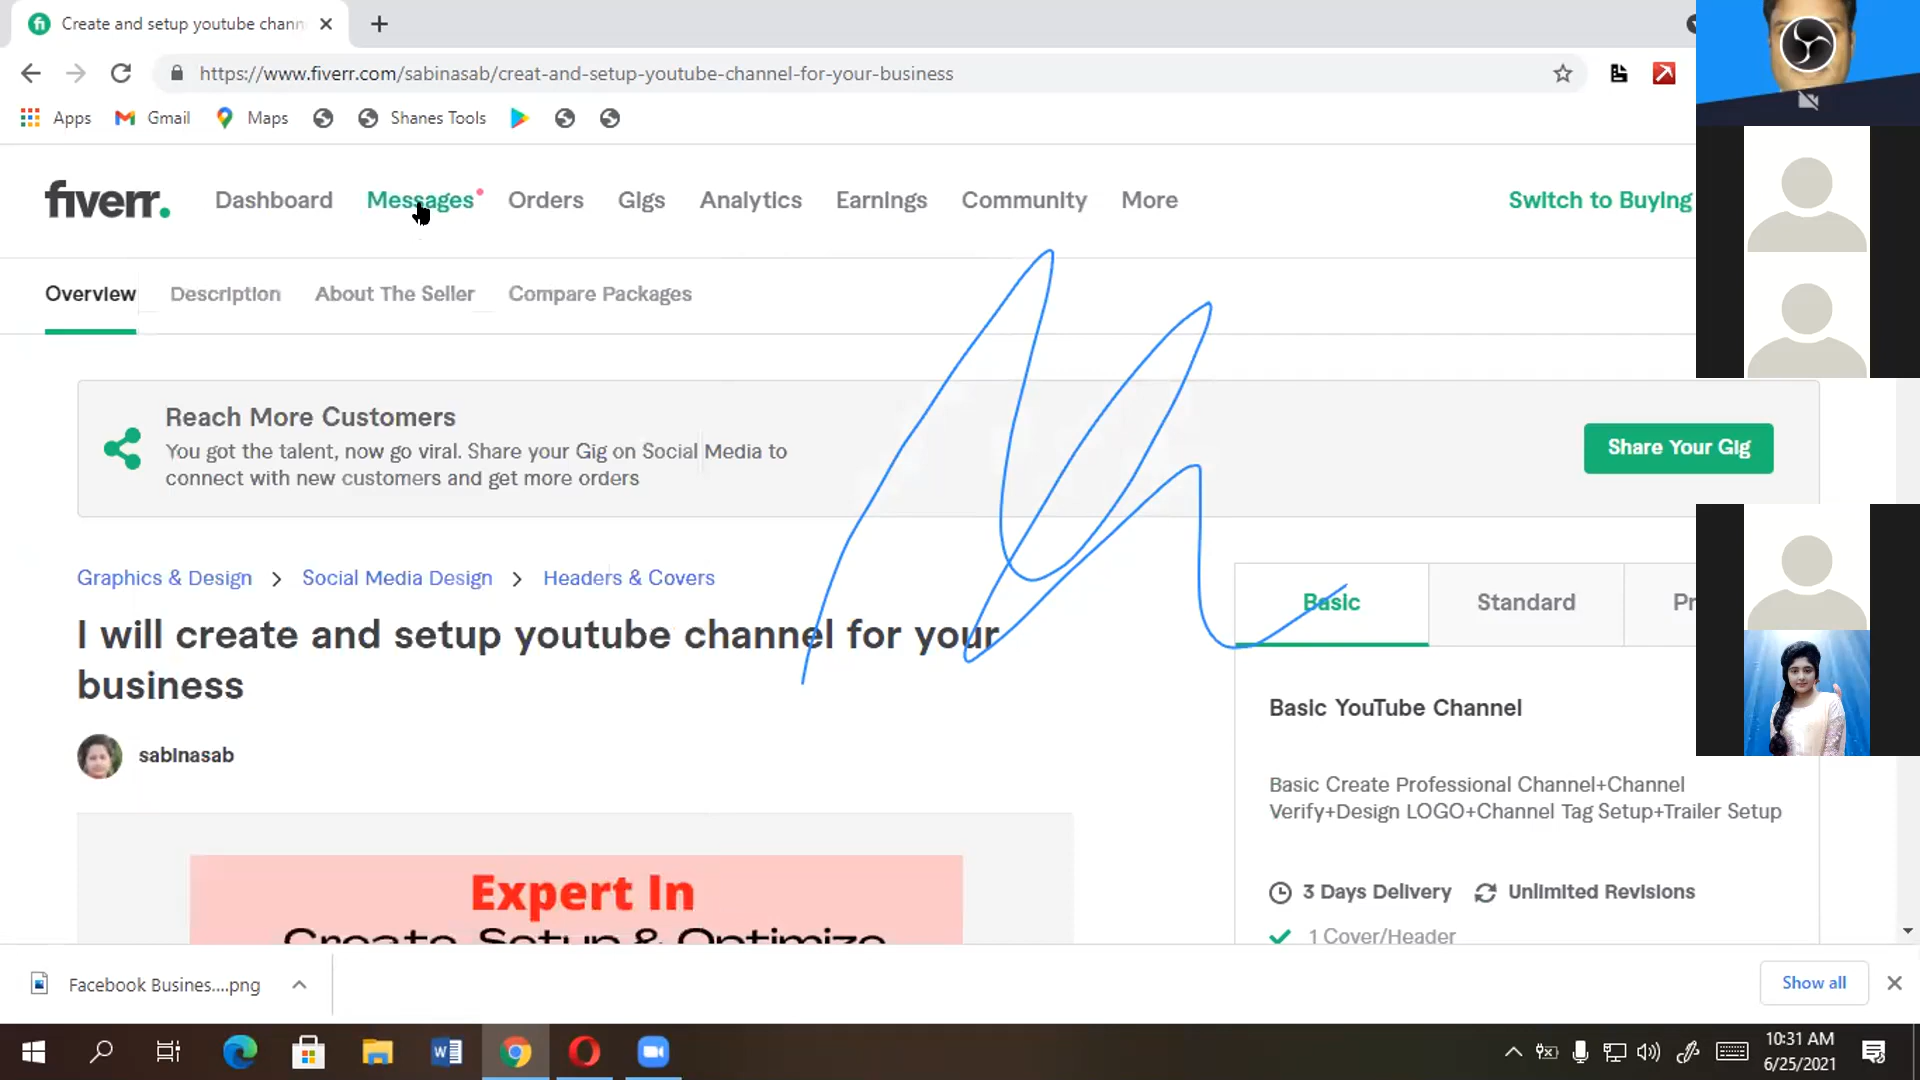 Create and setup youtube chann
https://www.fiverr.com/sabinasab/creat-and-setup-youtube-channel-for-your-business
Apps Gmail Maps Shanes Tools
fiverr. Dashboard Messages Orders Gigs Analytics Earnings Community More Switch to Buying
Overview Description About The Seller Compare Packages
Reach More Customers
You got the talent, now go viral. Share your Gig on Social Media to
connect with new customers and get more orders
Share Your Gig
Graphics & Design > Social Media Design > Headers & Covers
I will create and setup youtube channel for your
business
sabinasab
Expert In
Create, Setup & Optimize
Basic Standard Pr
Basic YouTube Channel
Basic Create Professional Channel+Channel
Verify+Design LOGO+Channel Tag Setup+Trailer Setup
3 Days Delivery Unlimited Revisions
1 Cover/Header
Facebook Busines....png
Show all
10:31 AM
6/25/2021